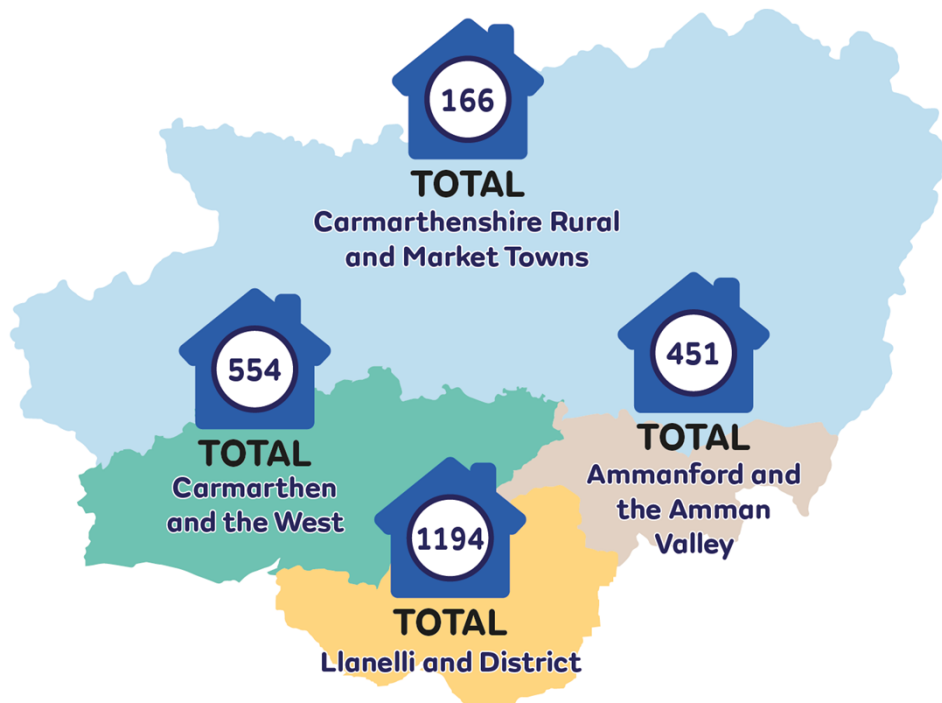 166
TOTAL
Carmarthenshire Rural
and Market Towns
554
TOTAL
Carmarthen
and the West
451
TOTAL
Ammanford and
the Amman
Valley
1194
TOTAL
Llanelli and District